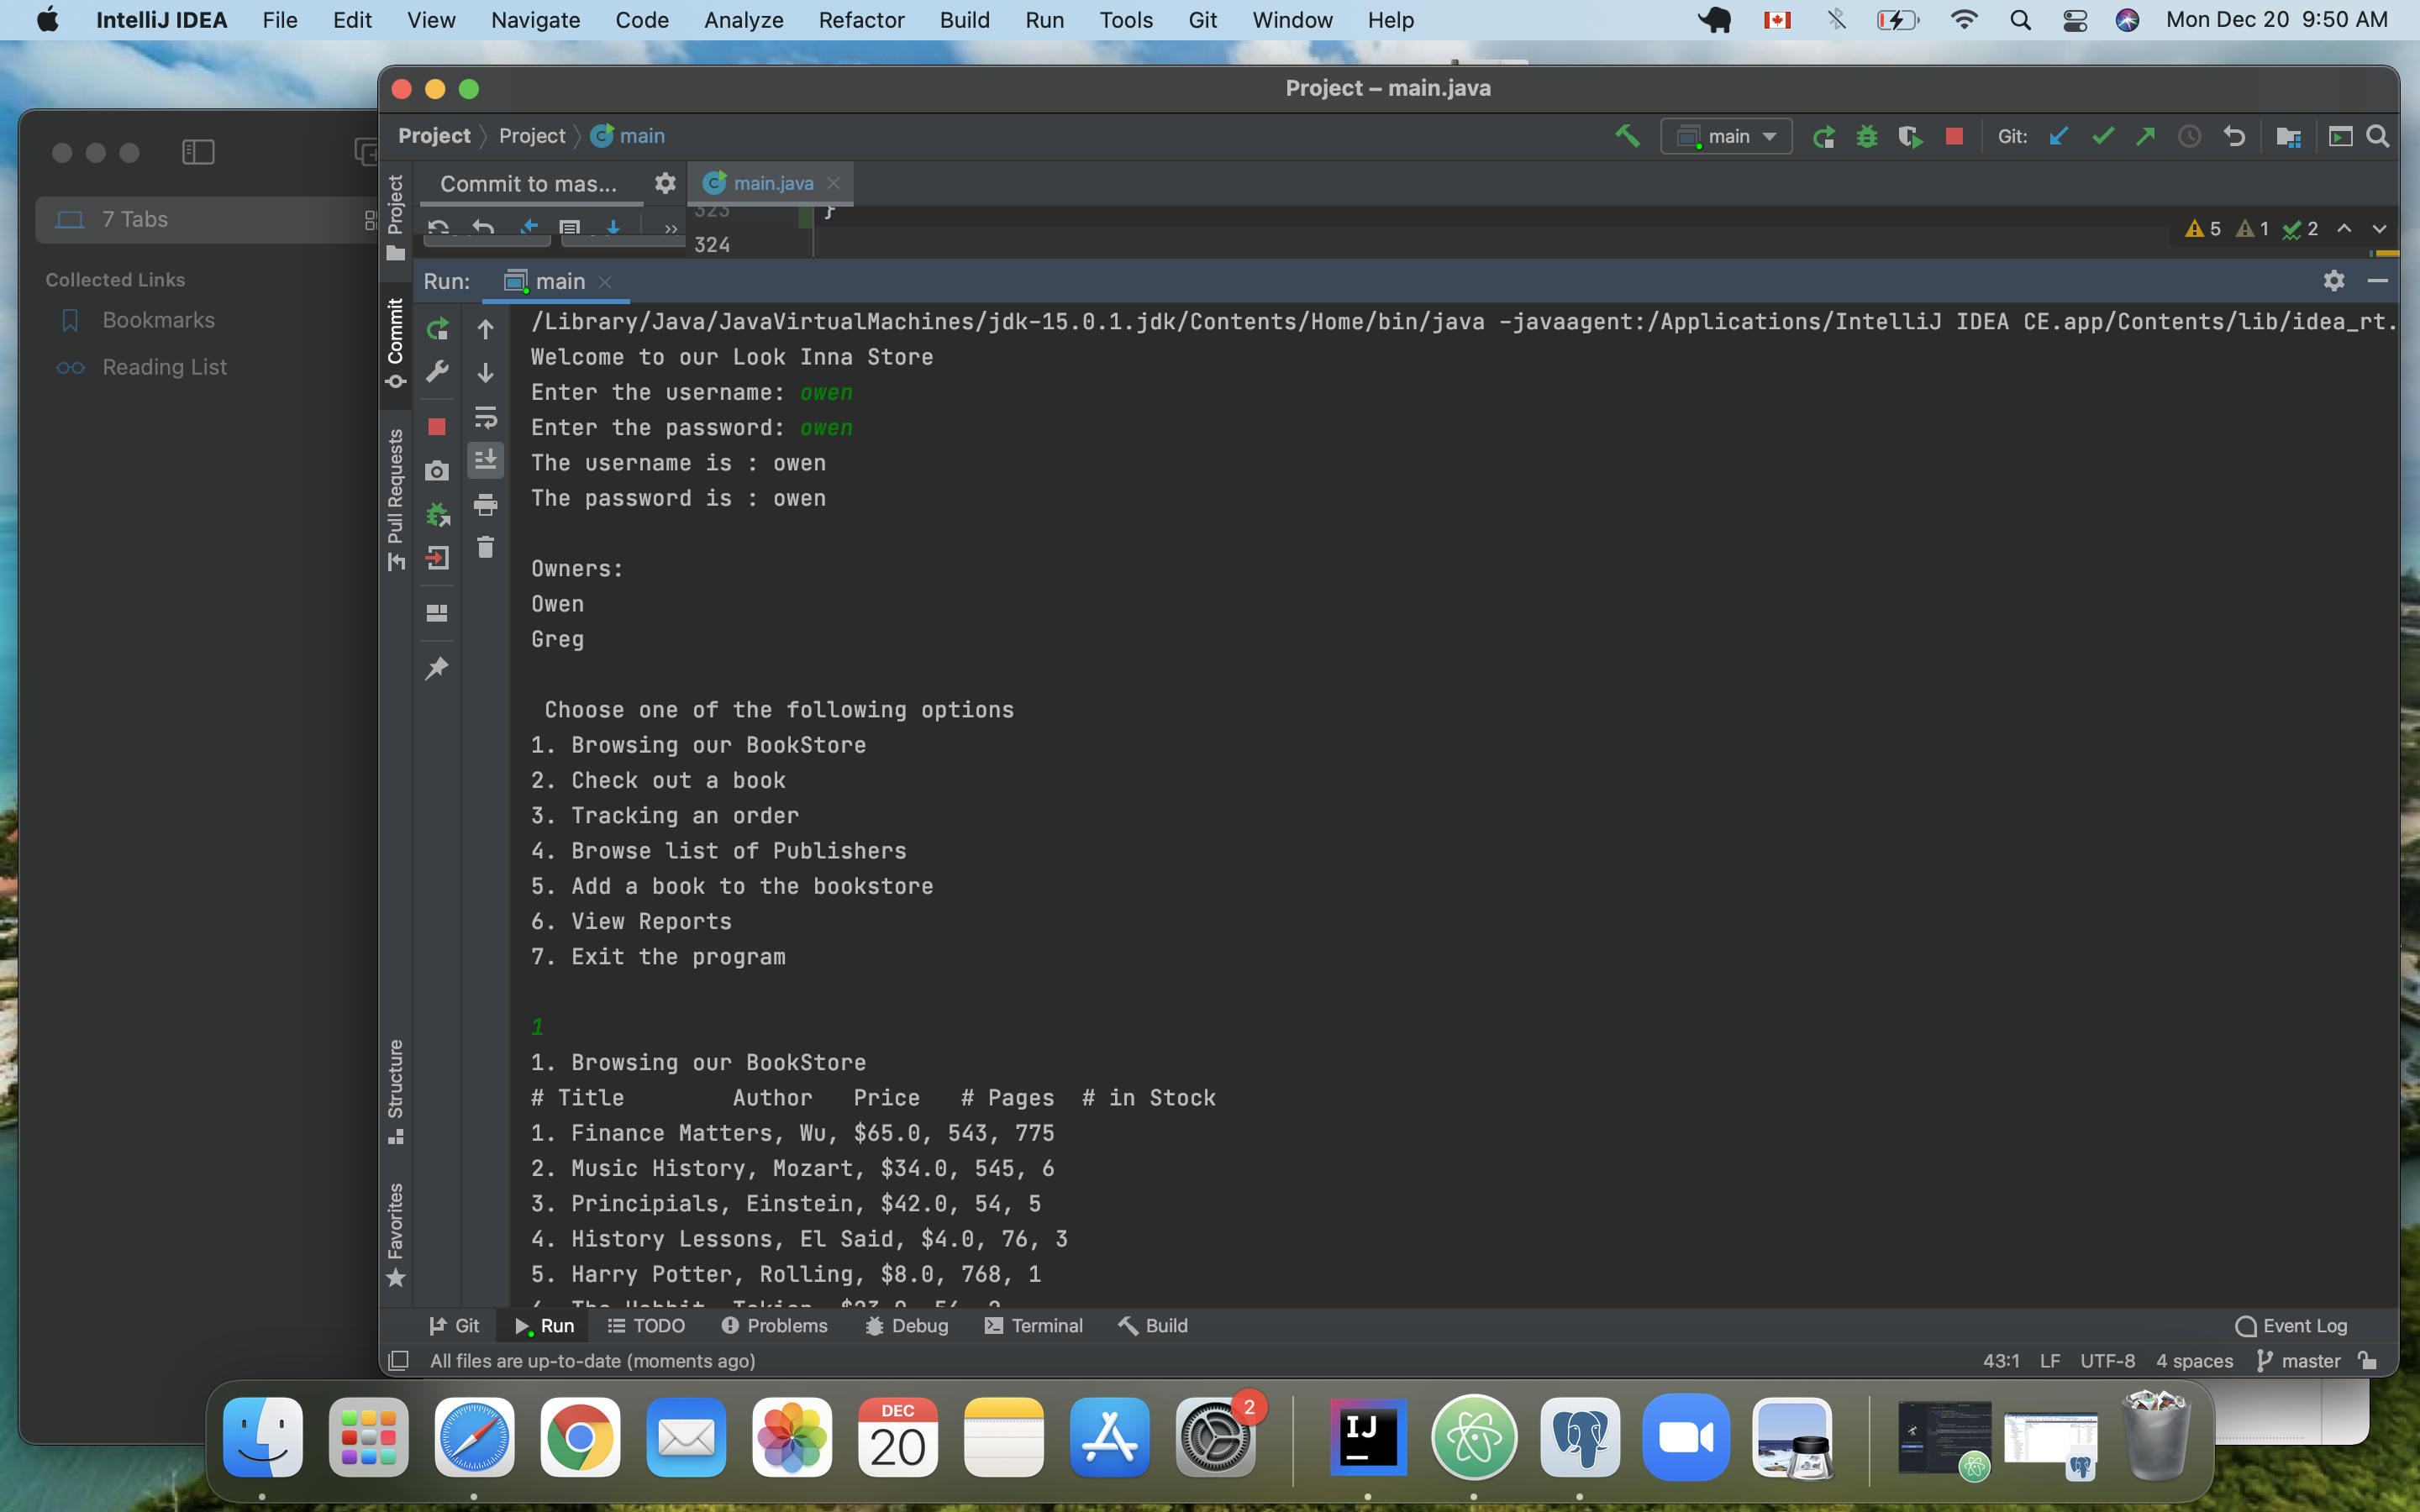 IntelliJ IDEA File Edit View Navigate Code Analyze Refactor Build Run Tools Git Window Help Mon Dec 20 9:50 AM
Project – main.java
Project Project main
main Git:
Commit to mas... main.java
7 Tabs
323 }
324
5 1 2
Collected Links
Bookmarks
Reading List
Project
Commit
Pull Requests
Structure
Favorites
Run: main
/Library/Java/JavaVirtualMachines/jdk-15.0.1.jdk/Contents/Home/bin/java -javaagent:/Applications/IntelliJ IDEA CE.app/Contents/lib/idea_rt.
Welcome to our Look Inna Store
Enter the username: owen
Enter the password: owen
The username is : owen
The password is : owen
Owners:
Owen
Greg
Choose one of the following options
1. Browsing our BookStore
2. Check out a book
3. Tracking an order
4. Browse list of Publishers
5. Add a book to the bookstore
6. View Reports
7. Exit the program
1
1. Browsing our BookStore
# Title Author Price # Pages # in Stock
1. Finance Matters, Wu, $65.0, 543, 775
2. Music History, Mozart, $34.0, 545, 6
3. Principials, Einstein, $42.0, 54, 5
4. History Lessons, El Said, $4.0, 76, 3
5. Harry Potter, Rolling, $8.0, 768, 1
Git Run TODO Problems Debug Terminal Build Event Log
All files are up-to-date (moments ago) 43:1 LF UTF-8 4 spaces master
DEC
20
2
IJ